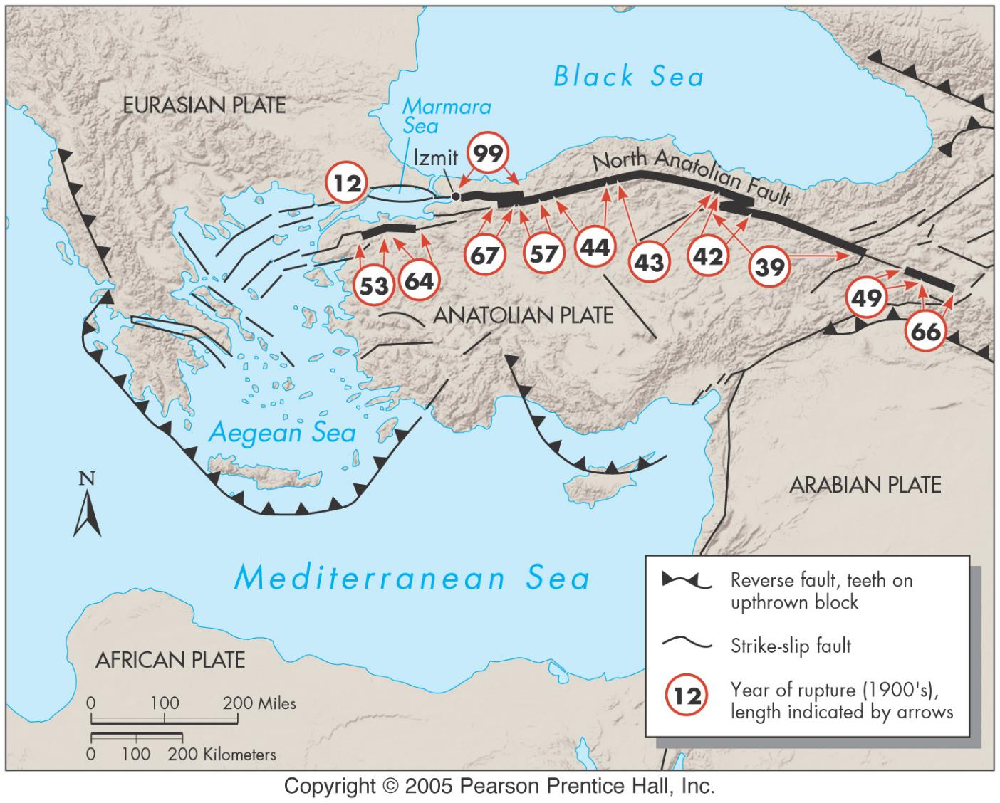 Black Sea
EURASIAN PLATE
Marmara
Sea
Izmit
99
North Anatolian Fault
12
67
57
44
43
42
39
53
64
49
66
ANATOLIAN PLATE
Aegean Sea
N
ARABIAN PLATE
Mediterranean Sea
AFRICAN PLATE
0 100 200 Miles
0 100 200 Kilometers
Reverse fault, teeth on
upthrown block
Strike-slip fault
12
Year of rupture (1900's),
length indicated by arrows
Copyright © 2005 Pearson Prentice Hall, Inc.